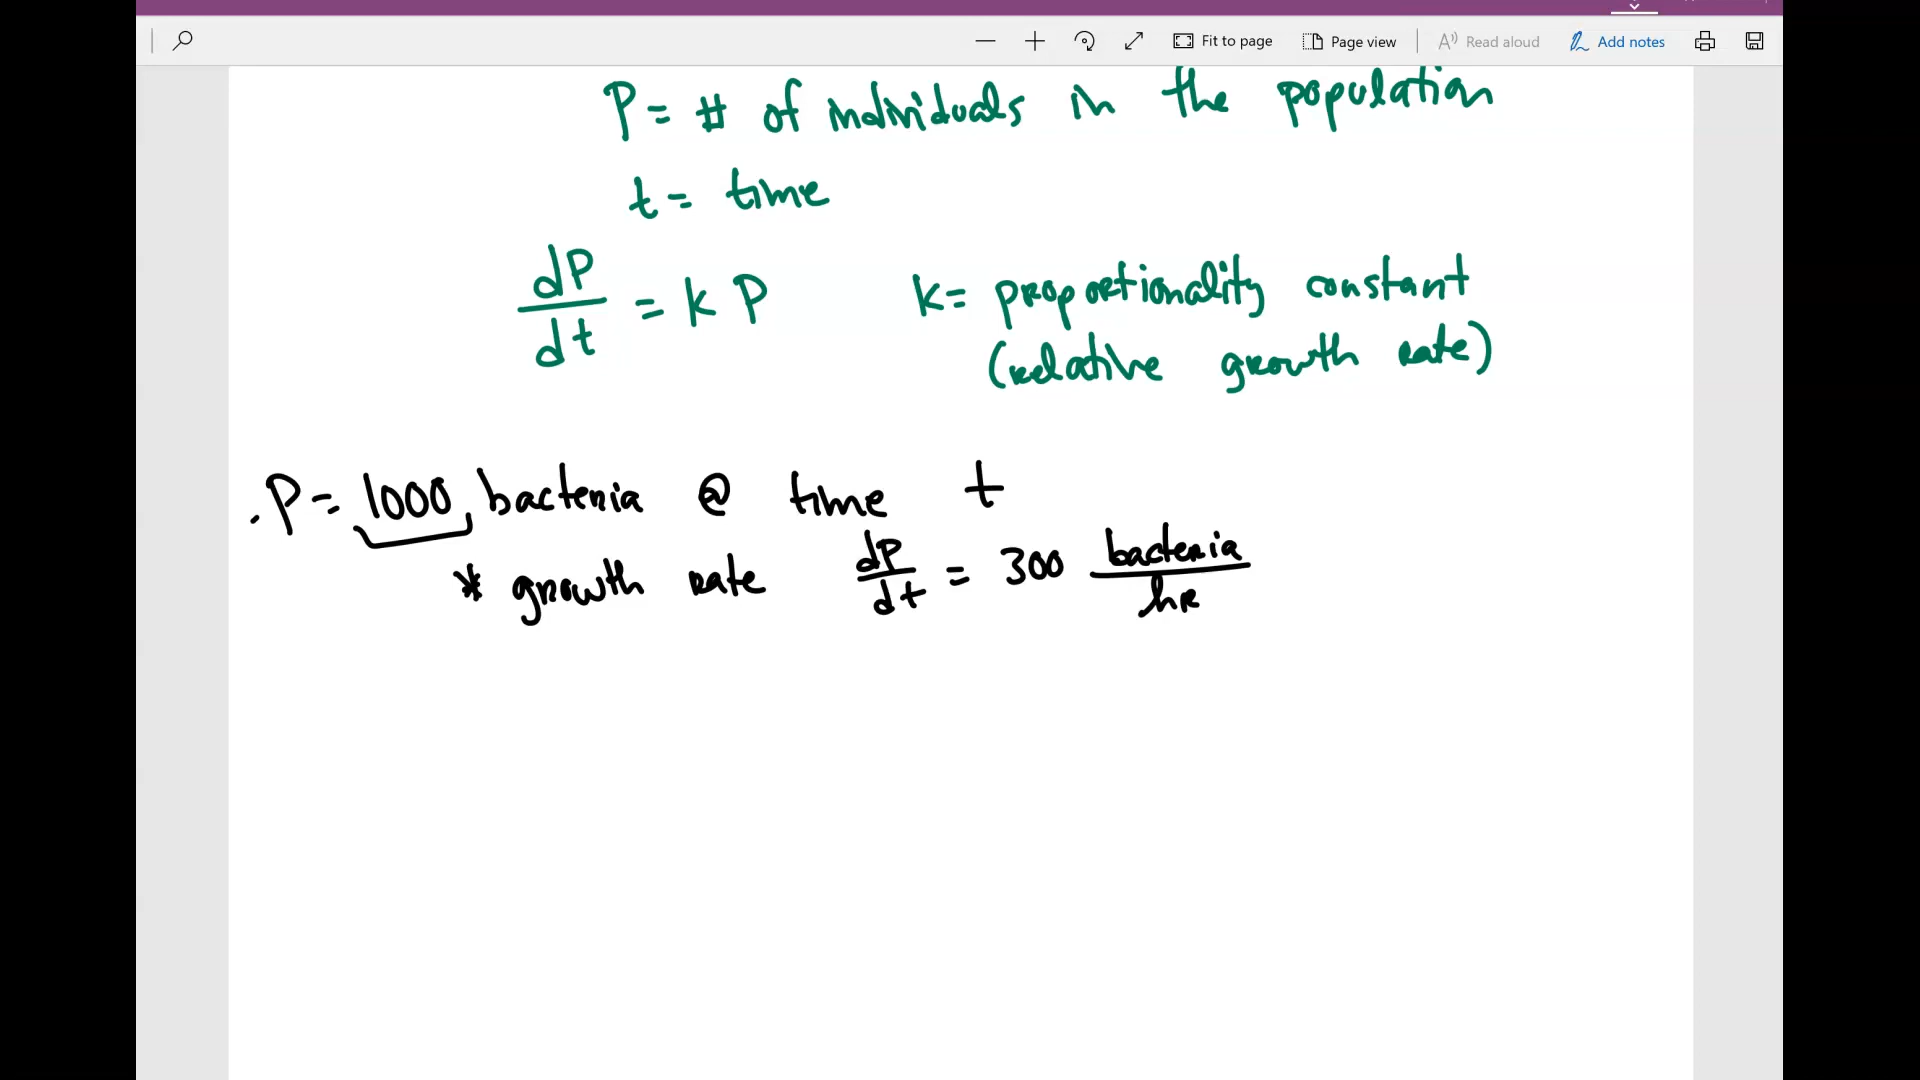 Fit to page Page view Read aloud Add notes
P = # of individuals in the population
t = time
dP/dt = k P k = proportionality constant
(relative growth rate)
. P = 1000 bacteria @ time t
* growth rate dP/dt = 300 bacteria/hr